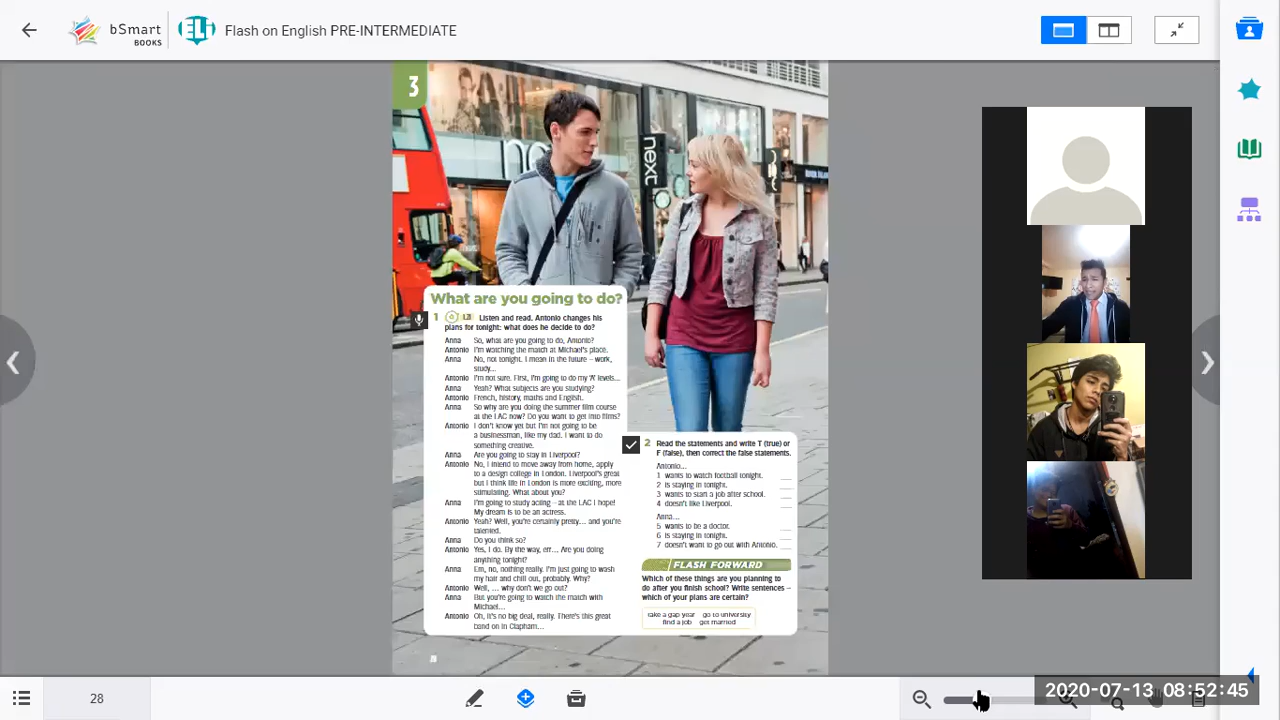 bSmart BOOKS ELI Flash on English PRE-INTERMEDIATE
3
next
next
RIVER ISLAND
What are you going to do?
1 Listen and read. Antonio changes his
plans for tonight: what does he decide to do?
Anna So, what are you going to do, Antonio?
Antonio I'm watching the match at Michael's place.
Anna No, not tonight. I mean in the future – work,
study...
Antonio I'm not sure. First, I'm going to do my 'A' levels...
Anna Yeah? What subjects are you studying?
Antonio French, history, maths and English.
Anna So why are you doing the summer film course
at the LAC now? Do you want to get into films?
Antonio I don't know yet but I'm not going to be
a businessman, like my dad. I want to do
something creative.
Anna Are you going to stay in Liverpool?
Antonio No, I intend to move away from home, apply
to a design college in London. Liverpool's great
but I think life in London is more exciting, more
stimulating. What about you?
Anna I'm going to study acting – at the LAC I hope!
My dream is to be an actress.
Antonio Yeah? Well, you're certainly pretty... and you're
talented.
Anna Do you think so?
Antonio Yes, I do. By the way, err... Are you doing
anything tonight?
Anna Em, no, nothing really. I'm just going to wash
my hair and chill out, probably. Why?
Antonio Well, ... why don't we go out?
Anna But you're going to watch the match with
Michael...
Antonio Oh, it's no big deal, really. There's this great
band on in Clapham...
2 Read the statements and write T (true) or
F (false), then correct the false statements.
Antonio...
1 wants to watch football tonight.
2 is staying in tonight.
3 wants to start a job after school.
4 doesn't like Liverpool.
Anna...
5 wants to be a doctor.
6 is staying in tonight.
7 doesn't want to go out with Antonio.
FLASH FORWARD
Which of these things are you planning to
do after you finish school? Write sentences –
which of your plans are certain?
take a gap year go to university
find a job get married
28
2020-07-13 08:52:45